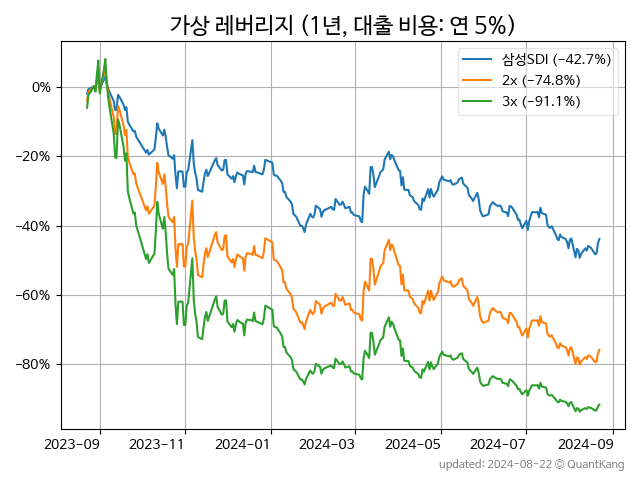 가상 레버리지 (1년, 대출 비용: 연 5%)
삼성SDI (−42.7%)
2x (−74.8%)
3x (−91.1%)
0%
−20%
−40%
−60%
−80%
2023-09 2023-11 2024-01 2024-03 2024-05 2024-07 2024-09
updated: 2024-08-22 © QuantKang